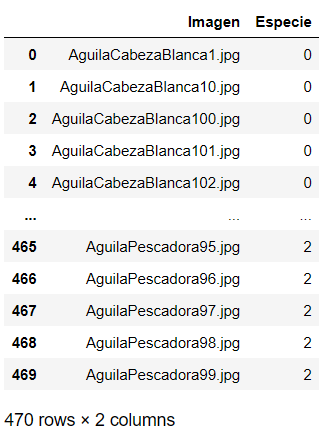 Imagen Especie
0 AguilaCabezaBlanca1.jpg 0
1 AguilaCabezaBlanca10.jpg 0
2 AguilaCabezaBlanca100.jpg 0
3 AguilaCabezaBlanca101.jpg 0
4 AguilaCabezaBlanca102.jpg 0
... ... ...
465 AguilaPescadora95.jpg 2
466 AguilaPescadora96.jpg 2
467 AguilaPescadora97.jpg 2
468 AguilaPescadora98.jpg 2
469 AguilaPescadora99.jpg 2
470 rows × 2 columns